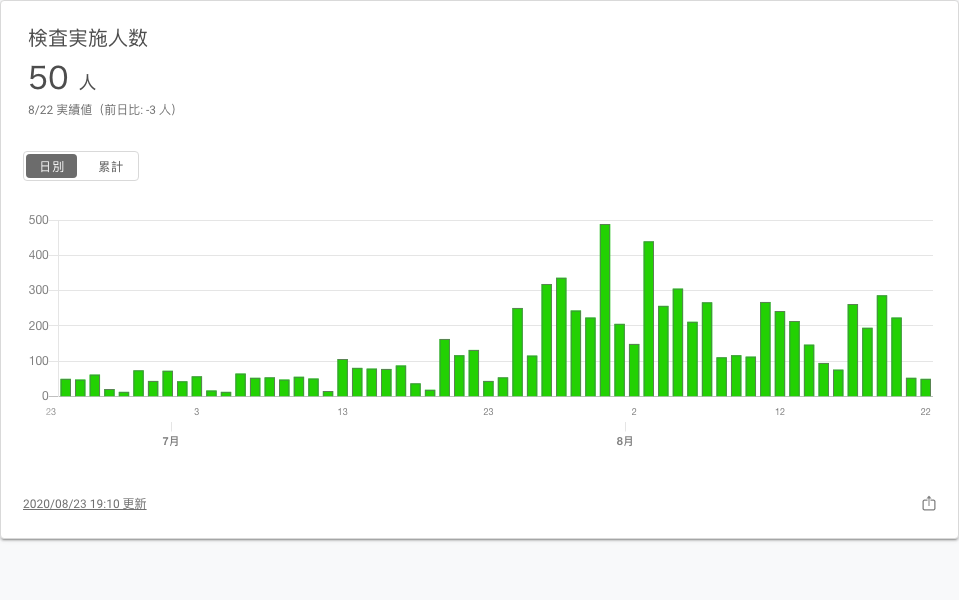 検査実施人数
50 人
8/22 実績値（前日比: -3 人）
日別 累計
500
400
300
200
100
0
23 3 13 23 2 12 22
7月 8月
2020/08/23 19:10 更新